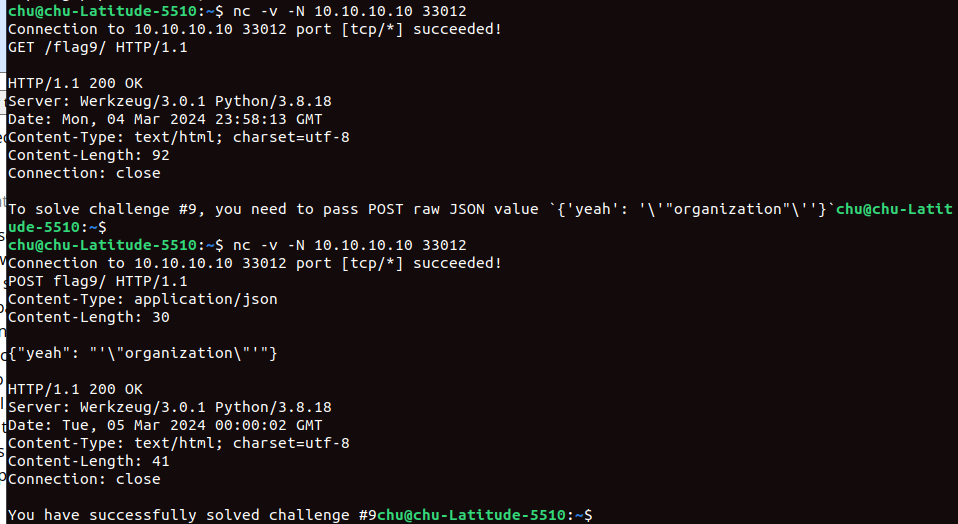 chu@chu-Latitude-5510:~$ nc -v -N 10.10.10.10 33012
Connection to 10.10.10.10 33012 port [tcp/*] succeeded!
GET /flag9/ HTTP/1.1

HTTP/1.1 200 OK
Server: Werkzeug/3.0.1 Python/3.8.18
Date: Mon, 04 Mar 2024 23:58:13 GMT
Content-Type: text/html; charset=utf-8
Content-Length: 92
Connection: close

To solve challenge #9, you need to pass POST raw JSON value `{'yeah': '\'"organization"\''}`chu@chu-Latit
ude-5510:~$
chu@chu-Latitude-5510:~$ nc -v -N 10.10.10.10 33012
Connection to 10.10.10.10 33012 port [tcp/*] succeeded!
POST flag9/ HTTP/1.1
Content-Type: application/json
Content-Length: 30

{"yeah": "'\"organization\"'"}

HTTP/1.1 200 OK
Server: Werkzeug/3.0.1 Python/3.8.18
Date: Tue, 05 Mar 2024 00:00:02 GMT
Content-Type: text/html; charset=utf-8
Content-Length: 41
Connection: close

You have successfully solved challenge #9chu@chu-Latitude-5510:~$